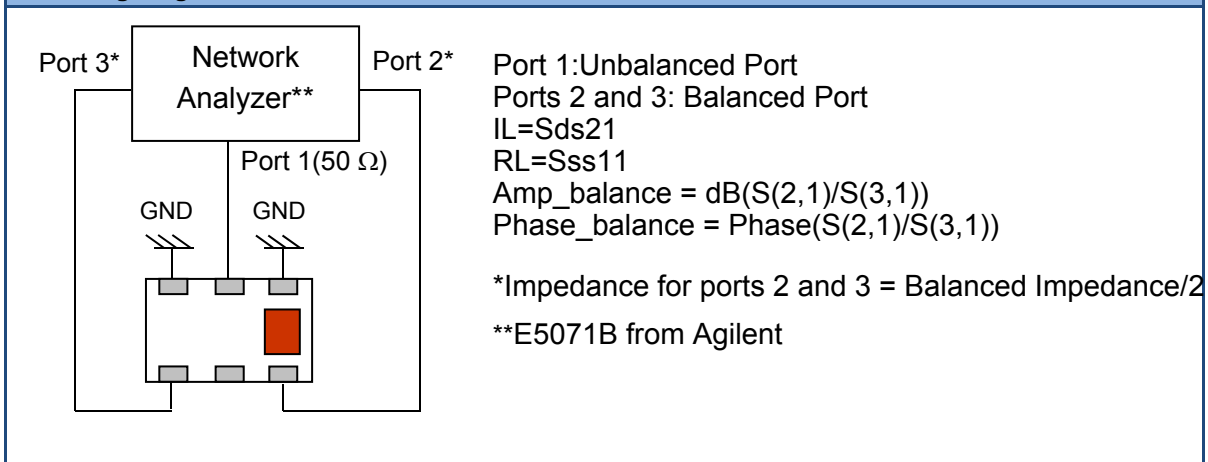 Port 3*
Network
Analyzer**
Port 2*
Port 1(50 Ω)
GND
GND
Port 1:Unbalanced Port
Ports 2 and 3: Balanced Port
IL=Sds21
RL=Sss11
Amp_balance = dB(S(2,1)/S(3,1))
Phase_balance = Phase(S(2,1)/S(3,1))
*Impedance for ports 2 and 3 = Balanced Impedance/2
**E5071B from Agilent